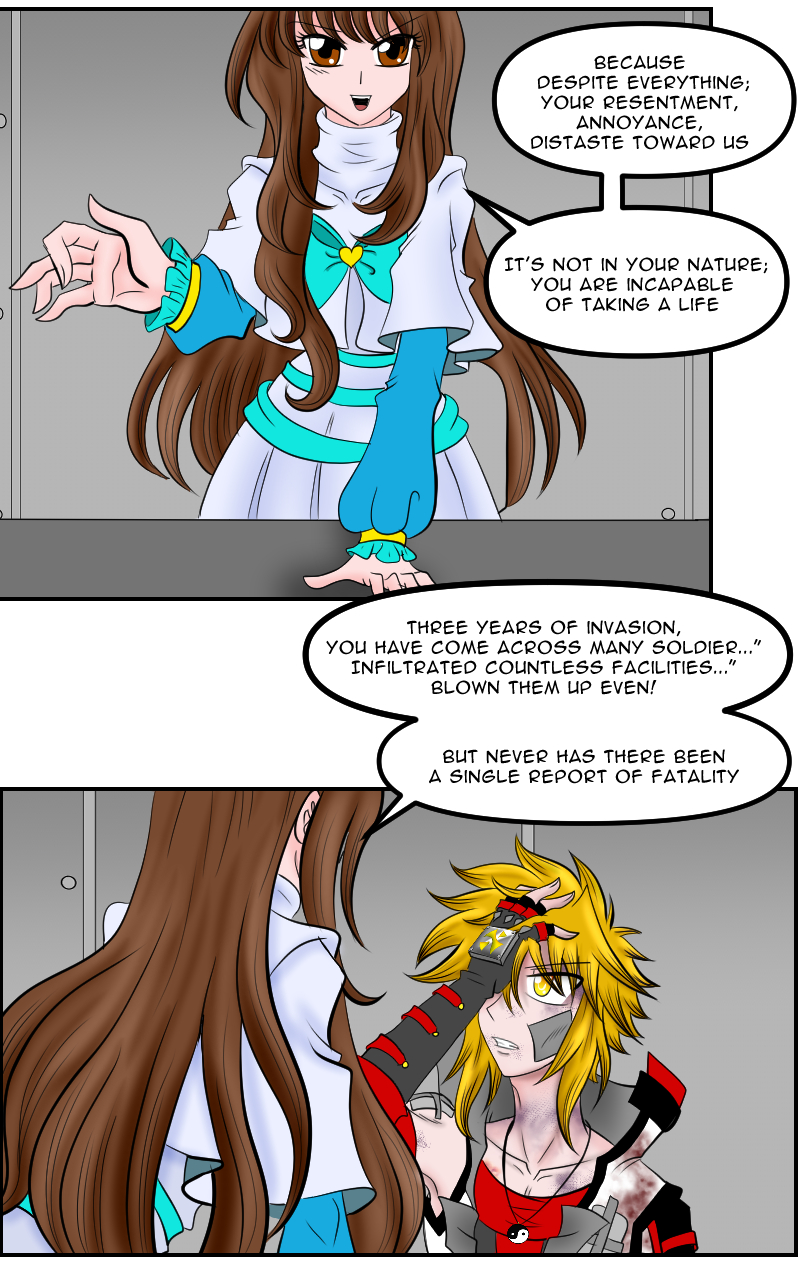 BECAUSE
DESPITE EVERYTHING;
YOUR RESENTMENT,
ANNOYANCE,
DISTASTE TOWARD US
IT'S NOT IN YOUR NATURE;
YOU ARE INCAPABLE
OF TAKING A LIFE
THREE YEARS OF INVASION,
YOU HAVE COME ACROSS MANY SOLDIER..."
INFILTRATED COUNTLESS FACILITIES..."
BLOWN THEM UP EVEN!
BUT NEVER HAS THERE BEEN
A SINGLE REPORT OF FATALITY